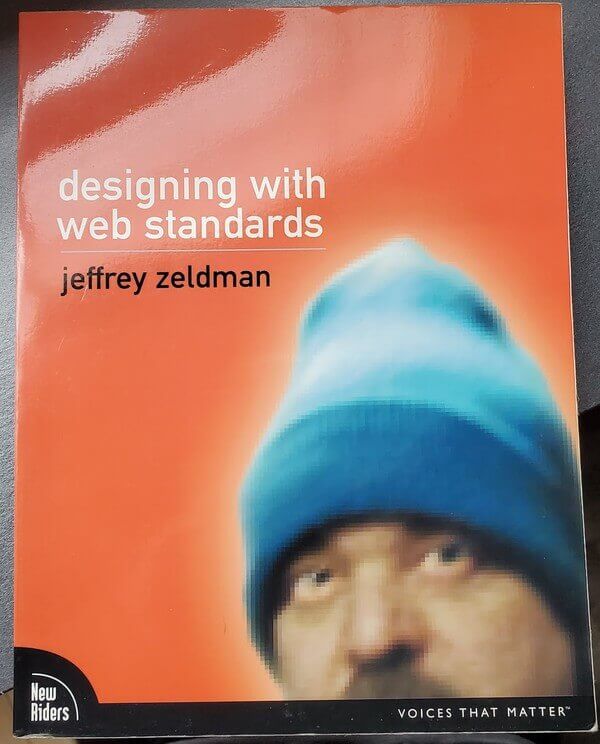 designing with
web standards
jeffrey zeldman
New
Riders
VOICES THAT MATTER™